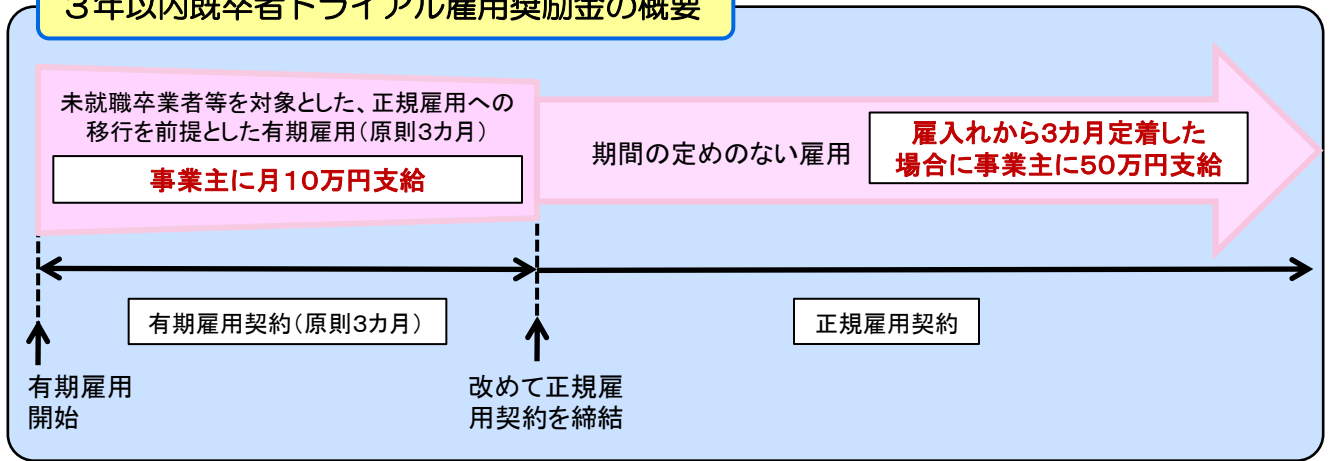 3年以内既卒者トライアル雇用奨励金の概要
未就職卒業者等を対象とした、正規雇用への
移行を前提とした有期雇用(原則3カ月)
事業主に月10万円支給
期間の定めのない雇用
雇入れから3カ月定着した
場合に事業主に50万円支給
有期雇用契約(原則3カ月)
正規雇用契約
有期雇用
開始
改めて正規雇
用契約を締結